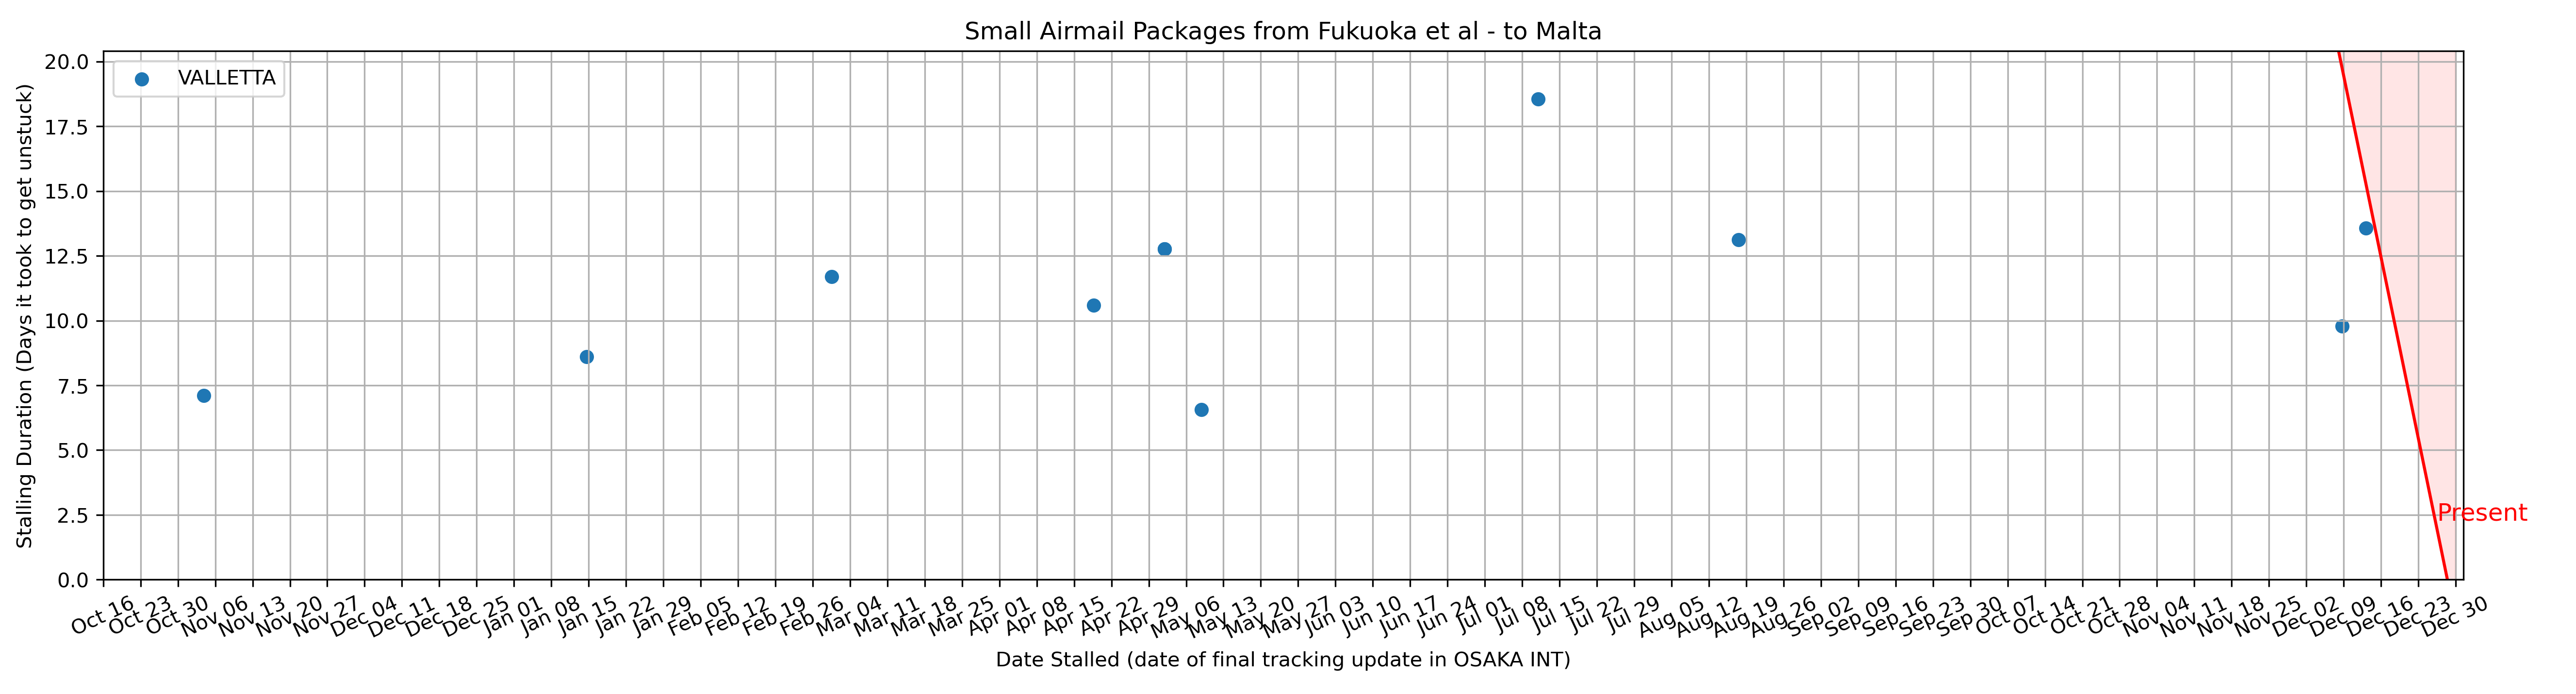 Small Airmail Packages from Fukuoka et al - to Malta
VALLETTA
Stalling Duration (Days it took to get unstuck)
20.0
17.5
15.0
12.5
10.0
7.5
5.0
2.5
0.0
Present
Oct 16 Oct 23 Oct 30 Nov 06 Nov 13 Nov 20 Nov 27 Dec 04 Dec 11 Dec 18 Dec 25 Jan 01 Jan 08 Jan 15 Jan 22 Jan 29 Feb 05 Feb 12 Feb 19 Feb 26 Mar 04 Mar 11 Mar 18 Mar 25 Apr 01 Apr 08 Apr 15 Apr 22 Apr 29 May 06 May 13 May 20 May 27 Jun 03 Jun 10 Jun 17 Jun 24 Jul 01 Jul 08 Jul 15 Jul 22 Jul 29 Aug 05 Aug 12 Aug 19 Aug 26 Sep 02 Sep 09 Sep 16 Sep 23 Sep 30 Oct 07 Oct 14 Oct 21 Oct 28 Nov 04 Nov 11 Nov 18 Nov 25 Dec 02 Dec 09 Dec 16 Dec 23 Dec 30
Date Stalled (date of final tracking update in OSAKA INT)